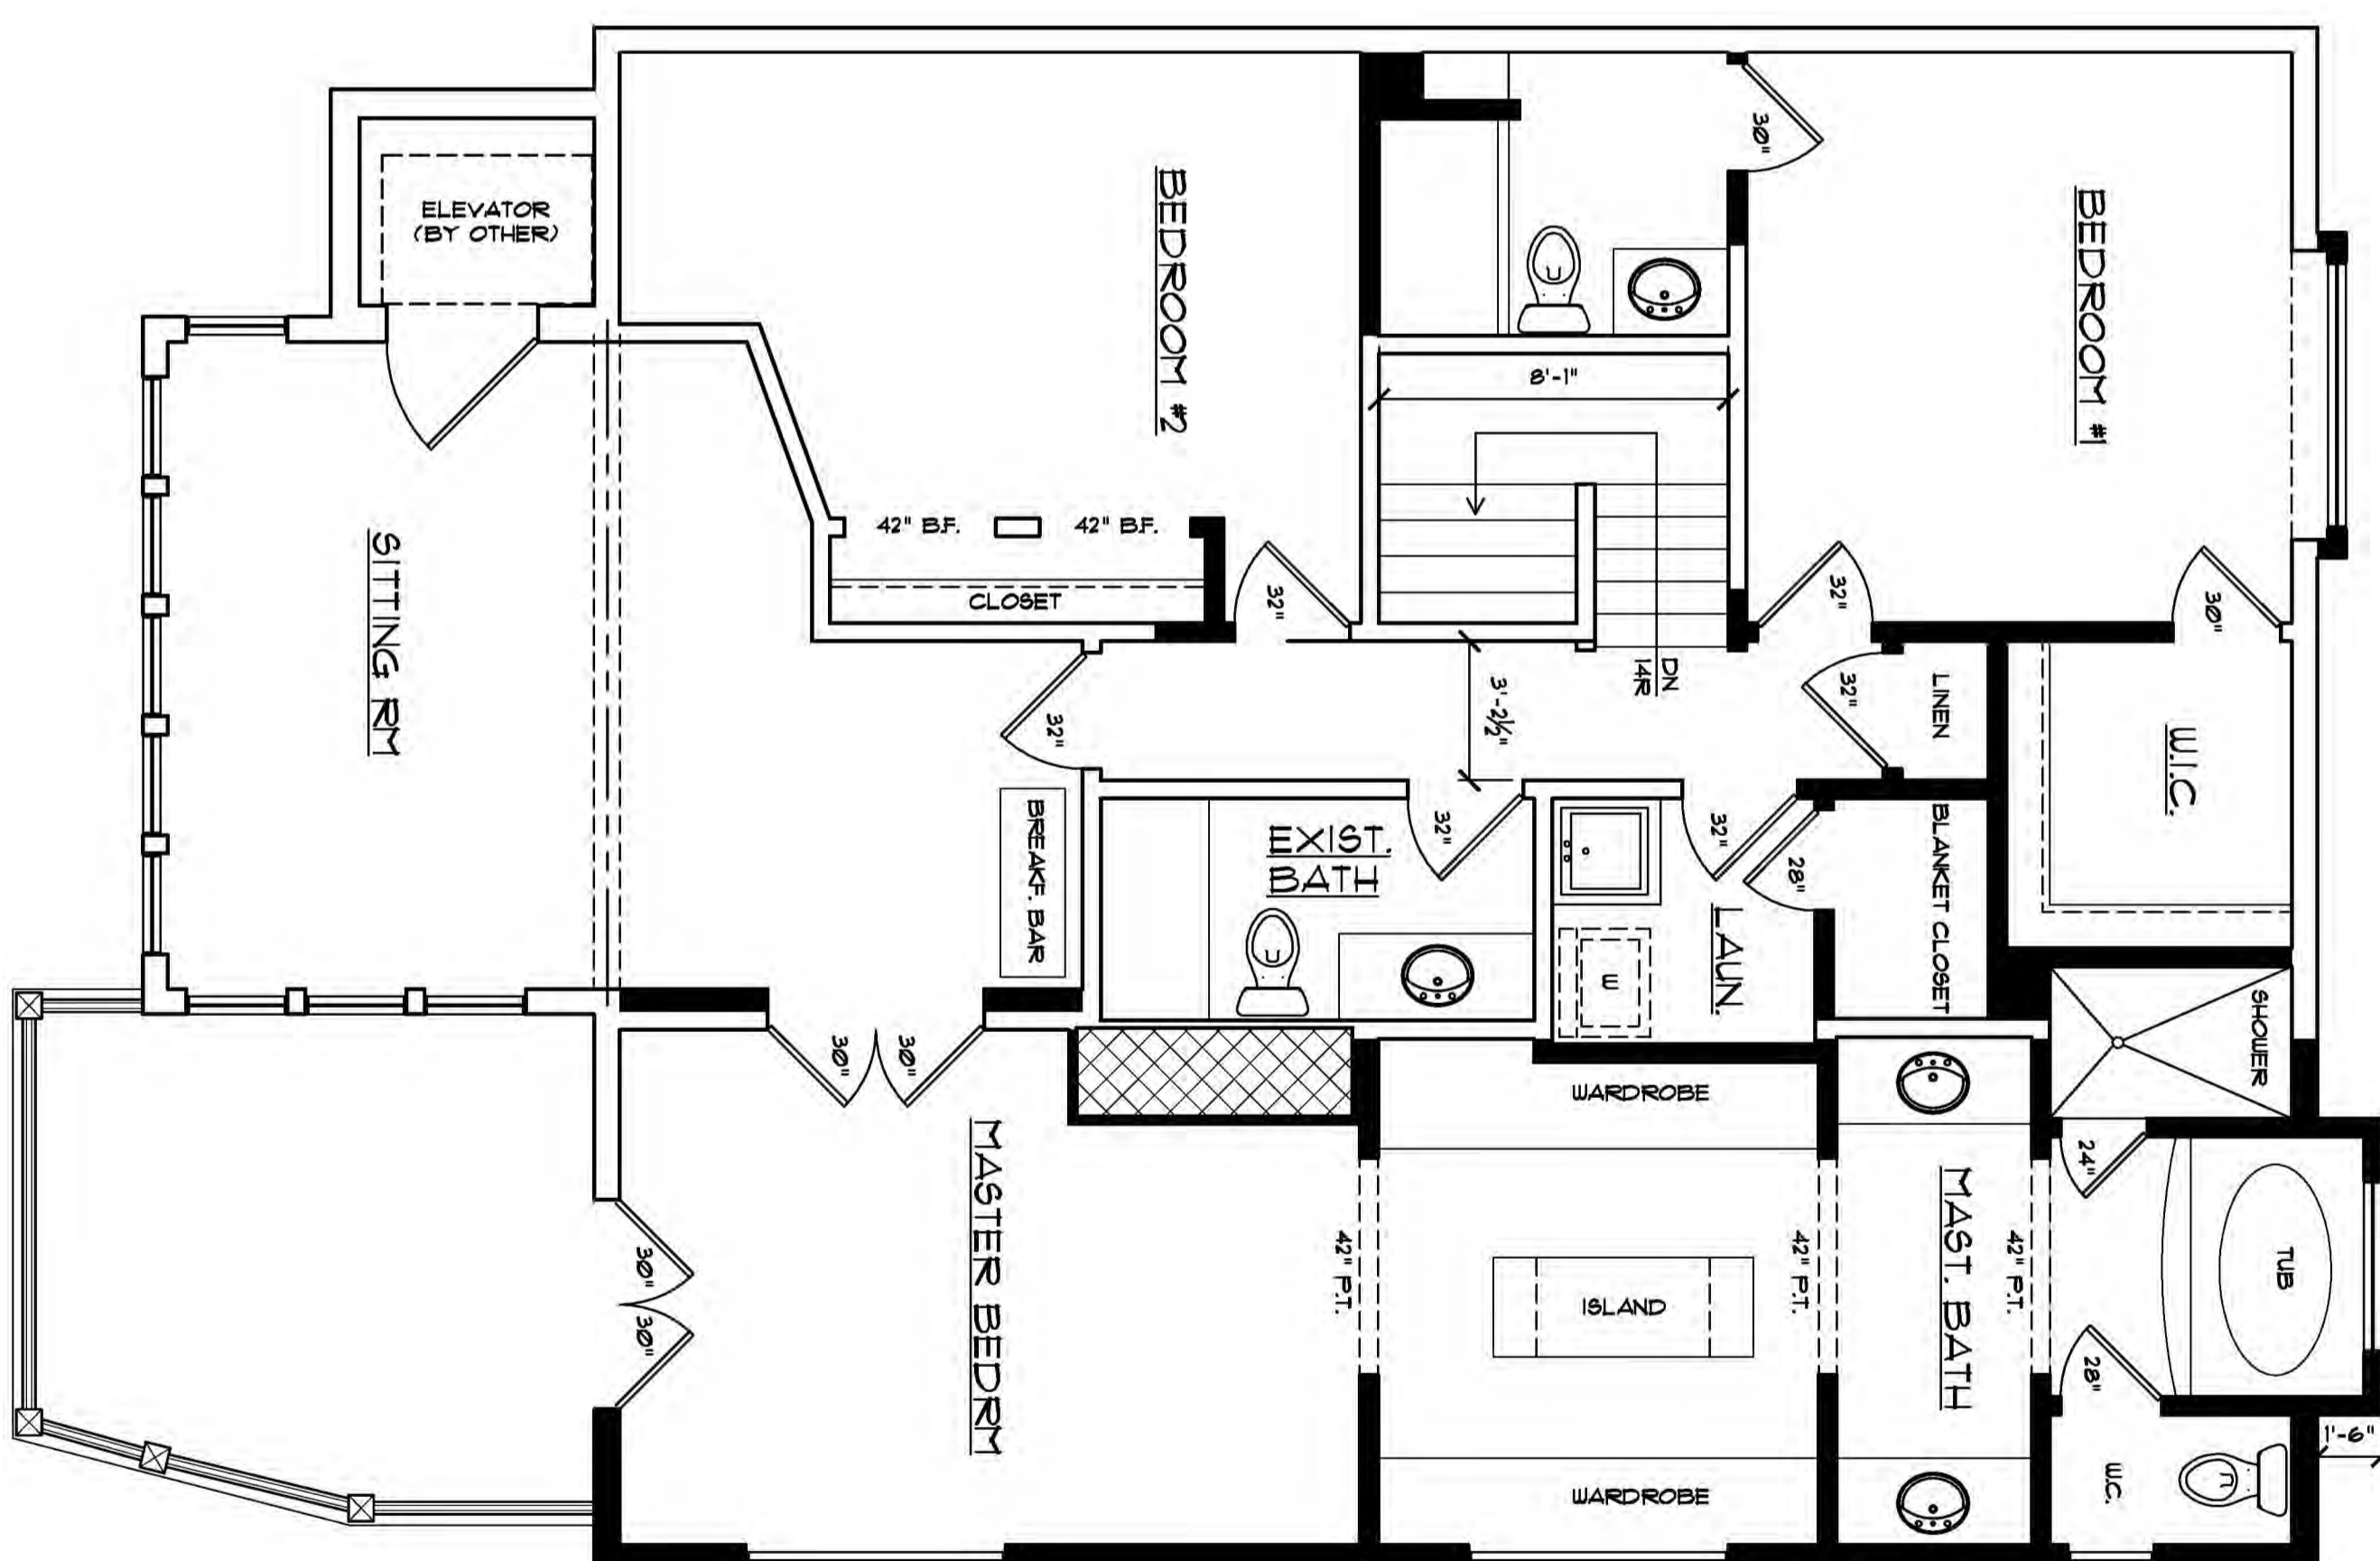 ELEVATOR
(BY OTHER)
BEDROOM #2
30"
BEDROOM #1
8'-1"
SITTING RM
42" B.F.
42" B.F.
CLOSET
32"
32"
30"
DN
14R
3'-2½"
32"
LINEN
W.I.C.
32"
BREAKF. BAR
EXIST.
BATH
32"
32"
28"
BLANKET CLOSET
LAUN.
E
SHOWER
30"
30"
WARDROBE
MASTER BEDRM
24"
MAST. BATH
42" P.T.
42" P.T.
42" P.T.
TUB
30"
30"
ISLAND
28"
1'-6"
WARDROBE
W.C.